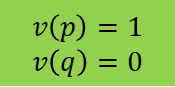 v(p) = 1
v(q) = 0